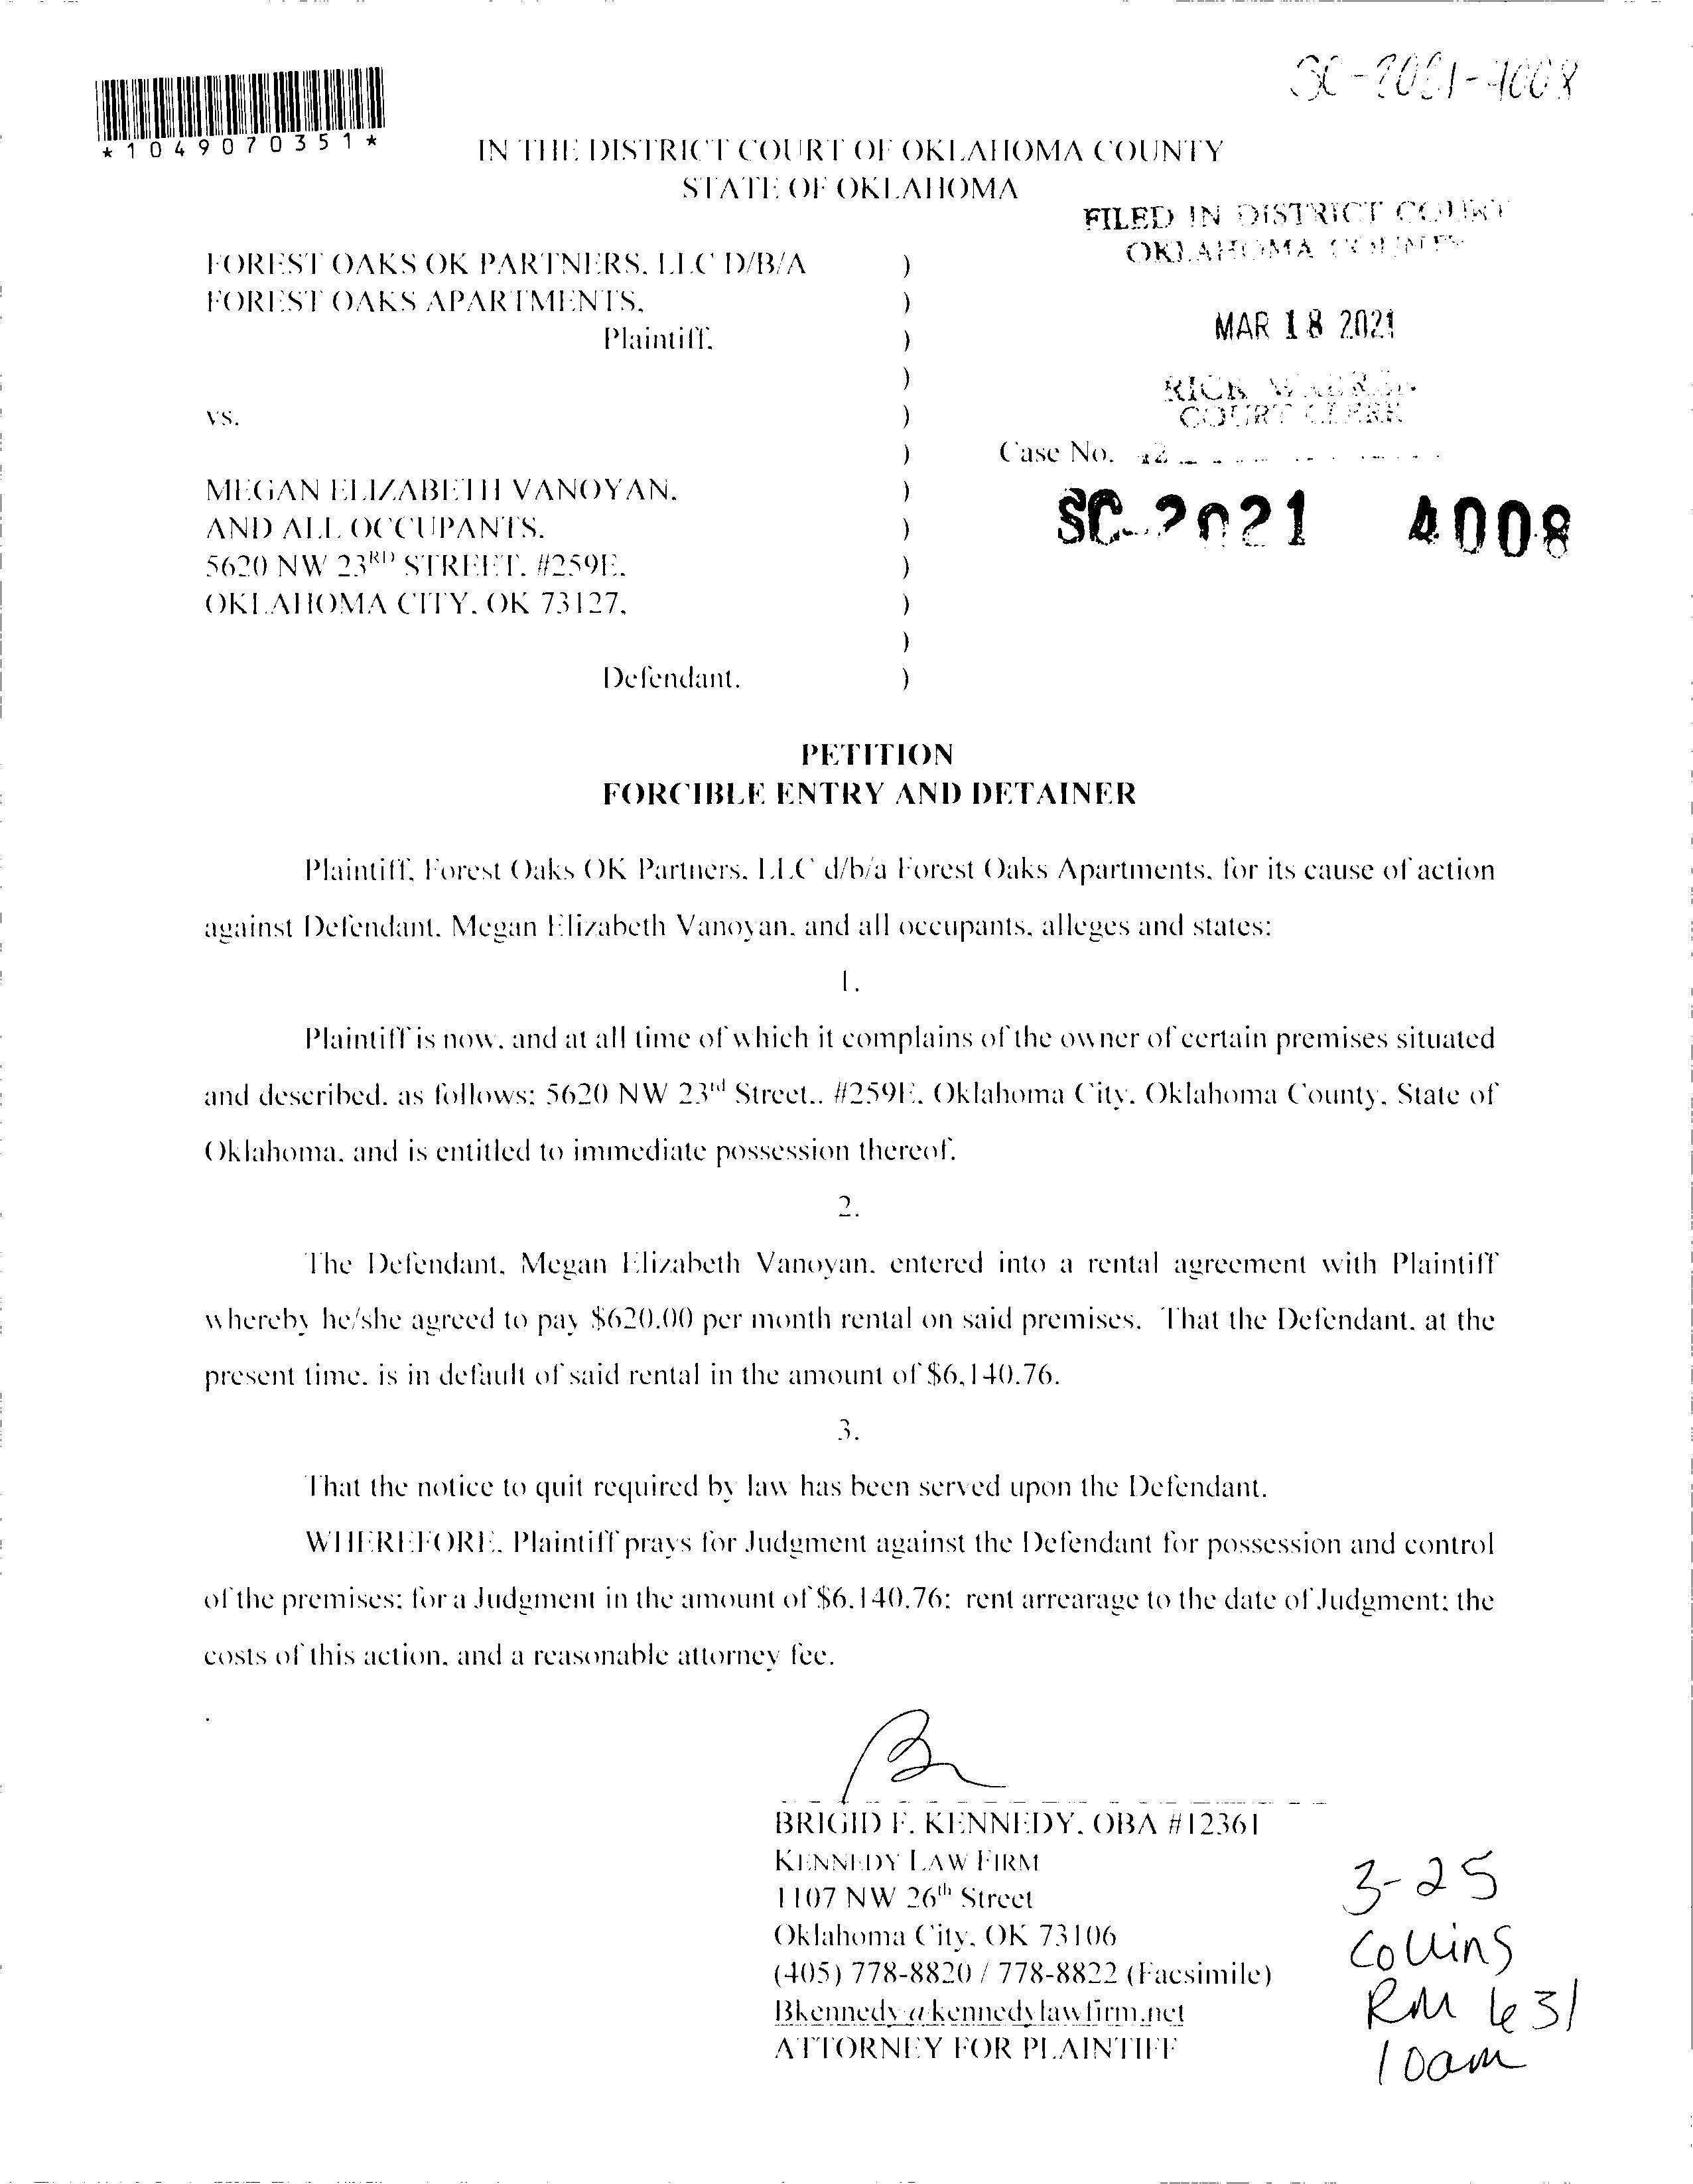 SC-2021-4008
*1049070351*
IN THE DISTRICT COURT OF OKLAHOMA COUNTY
STATE OF OKLAHOMA
FILED IN DISTRICT COURT
OKLAHOMA COUNTY
FOREST OAKS OK PARTNERS, LLC D/B/A )
FOREST OAKS APARTMENTS, )
Plaintiff, )
MAR 18 2021
)
RICK WARREN
COURT CLERK
vs. )
) Case No. 42
MEGAN ELIZABETH VANOYAN, )
SC-2021 4008
AND ALL OCCUPANTS, )
5620 NW 23RD STREET, #259E, )
OKLAHOMA CITY, OK 73127, )
)
Defendant. )
PETITION
FORCIBLE ENTRY AND DETAINER
Plaintiff, Forest Oaks OK Partners, LLC d/b/a Forest Oaks Apartments, for its cause of action
against Defendant, Megan Elizabeth Vanoyan, and all occupants, alleges and states:
1.
Plaintiff is now, and at all time of which it complains of the owner of certain premises situated
and described, as follows: 5620 NW 23rd Street,, #259E, Oklahoma City, Oklahoma County, State of
Oklahoma, and is entitled to immediate possession thereof.
2.
The Defendant, Megan Elizabeth Vanoyan, entered into a rental agreement with Plaintiff
whereby he/she agreed to pay $620.00 per month rental on said premises. That the Defendant, at the
present time, is in default of said rental in the amount of $6,140.76.
3.
That the notice to quit required by law has been served upon the Defendant.
WHEREFORE, Plaintiff prays for Judgment against the Defendant for possession and control
of the premises; for a Judgment in the amount of $6,140.76; rent arrearage to the date of Judgment; the
costs of this action, and a reasonable attorney fee.
.
BRIGID F. KENNEDY, OBA #12361
KENNEDY LAW FIRM
1107 NW 26th Street
Oklahoma City, OK 73106
(405) 778-8820 / 778-8822 (Facsimile)
Bkennedy@kennedylawfirm.net
ATTORNEY FOR PLAINTIFF
3-25
Collins
RM 631
10am